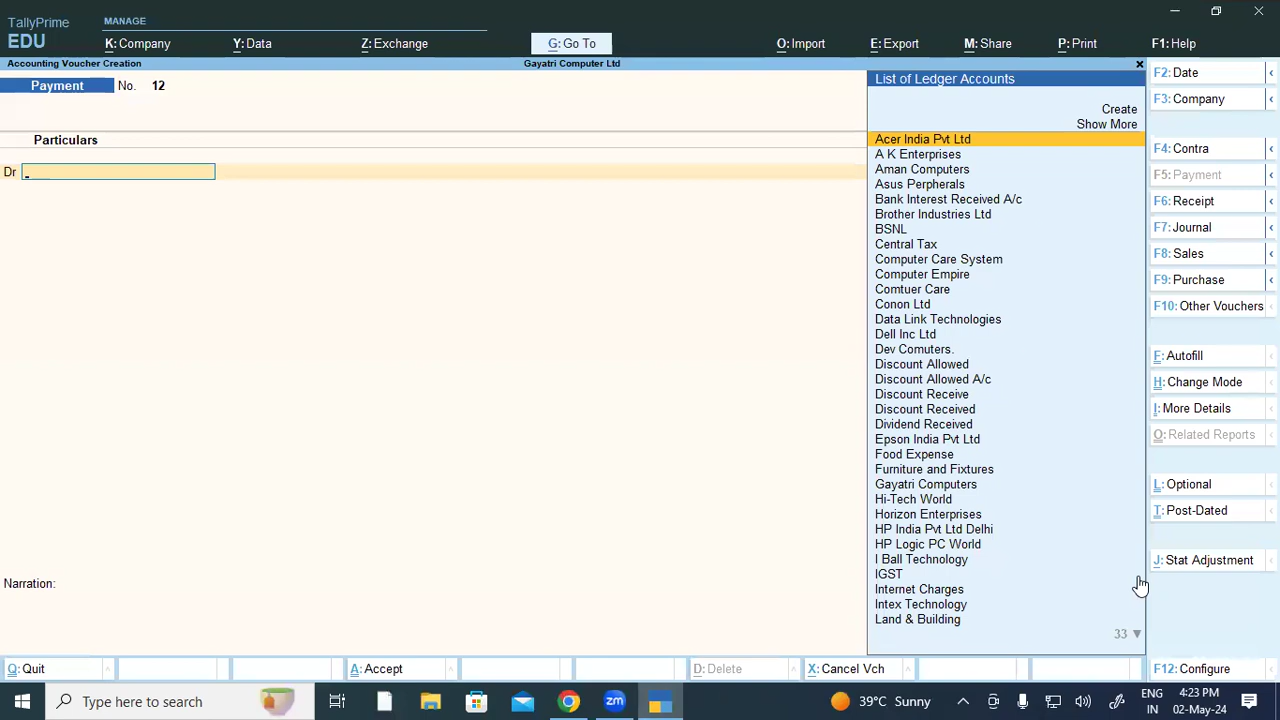 TallyPrime
EDU
MANAGE
K: Company
Y: Data
Z: Exchange
G: Go To
O: Import
E: Export
M: Share
P: Print
F1: Help
Accounting Voucher Creation
Gayatri Computer Ltd
Payment No. 12
Particulars
Dr
Narration:
List of Ledger Accounts
Create
Show More
Acer India Pvt Ltd
A K Enterprises
Aman Computers
Asus Perpherals
Bank Interest Received A/c
Brother Industries Ltd
BSNL
Central Tax
Computer Care System
Computer Empire
Comtuer Care
Conon Ltd
Data Link Technologies
Dell Inc Ltd
Dev Comuters.
Discount Allowed
Discount Allowed A/c
Discount Receive
Discount Received
Dividend Received
Epson India Pvt Ltd
Food Expense
Furniture and Fixtures
Gayatri Computers
Hi-Tech World
Horizon Enterprises
HP India Pvt Ltd Delhi
HP Logic PC World
I Ball Technology
IGST
Internet Charges
Intex Technology
Land & Building
33 ▼
F2: Date
F3: Company
F4: Contra
F5: Payment
F6: Receipt
F7: Journal
F8: Sales
F9: Purchase
F10: Other Vouchers
F: Autofill
H: Change Mode
I: More Details
O: Related Reports
L: Optional
T: Post-Dated
J: Stat Adjustment
Q: Quit
A: Accept
D: Delete
X: Cancel Vch
F12: Configure
Type here to search
39°C Sunny
ENG
IN
4:23 PM
02-May-24